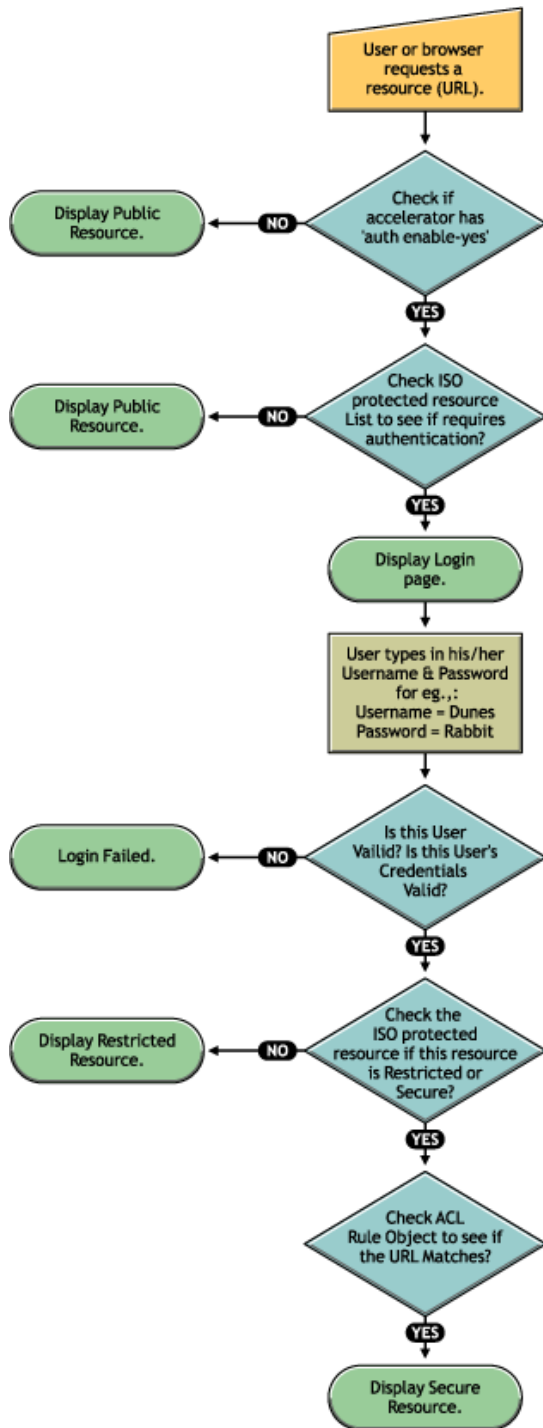 User or browser
requests a
resource (URL).
Check if
accelerator has
'auth enable-yes'
NO
Display Public
Resource.
YES
Check ISO
protected resource
List to see if requires
authentication?
NO
Display Public
Resource.
YES
Display Login
page.
User types in his/her
Username & Password
for eg.,:
Username = Dunes
Password = Rabbit
Is this User
Vailid? Is this User's
Credentials
Valid?
NO
Login Failed.
YES
Check the
ISO protected
resource if this resource
is Restricted or
Secure?
NO
Display Restricted
Resource.
YES
Check ACL
Rule Object to see if
the URL Matches?
YES
Display Secure
Resource.